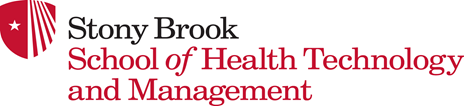 Stony Brook
School of Health Technology
and Management